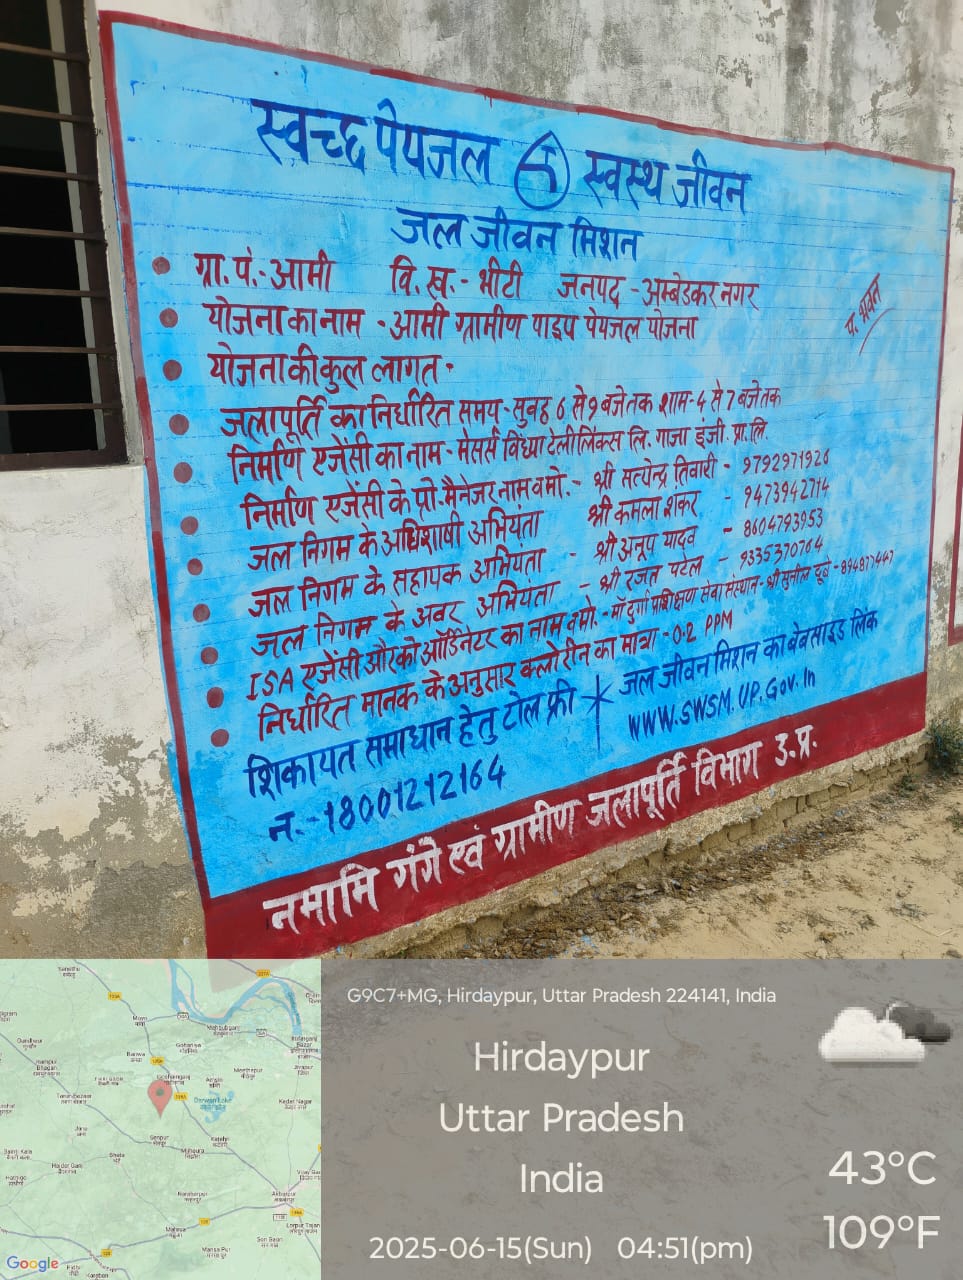 स्वच्छ पेयजल स्वस्थ जीवन
जल जीवन मिशन
ग्रा. पं.- आमी वि. ख.- भीटी जनपद - अम्बेडकर नगर
पं. भवन
योजना का नाम - आमी ग्रामीण पाइप पेयजल योजना
योजना की कुल लागत -
जलापूर्ति का निर्धारित समय - सुबह 6 से 9 बजे तक शाम - 4 से 7 बजे तक
निर्माण एजेंसी का नाम - मेसर्स विंध्या टेलीलिंक्स लि. गाजा इंजी. प्रा. लि.
निर्माण एजेंसी के प्रो. मैनेजर नाम व मो. - श्री सत्येन्द्र तिवारी - 9792971926
जल निगम के अधिशाषी अभियंता श्री कमला शंकर - 9473942714
जल निगम के सहापक अभियंता - श्री अनूप यादव - 8604793953
जल निगम के अवर अभियंता - श्री रजत पटेल - 9335370764
ISA एजेंसी और को ऑर्डिनेटर का नाम व मो. - माँ दुर्गा प्रशिक्षण सेवा संस्थान - श्री सुनील दूबे -
निर्धारित मानक के अनुसार क्लोरीन का मात्रा - 0.2 PPM
शिकायत समाधान हेतु टोल फ्री
न. - 18001212164
जल जीवन मिशन का बेबसाइड लिंक
WWW.SWSM.UP.Gov.In
नमामि गंगे एवं ग्रामीण जलापूर्ति विभाग उ. प्र.
G9C7+MG, Hirdaypur, Uttar Pradesh 224141, India
Hirdaypur
Uttar Pradesh
India
43°C
109°F
2025-06-15(Sun) 04:51(pm)
Google